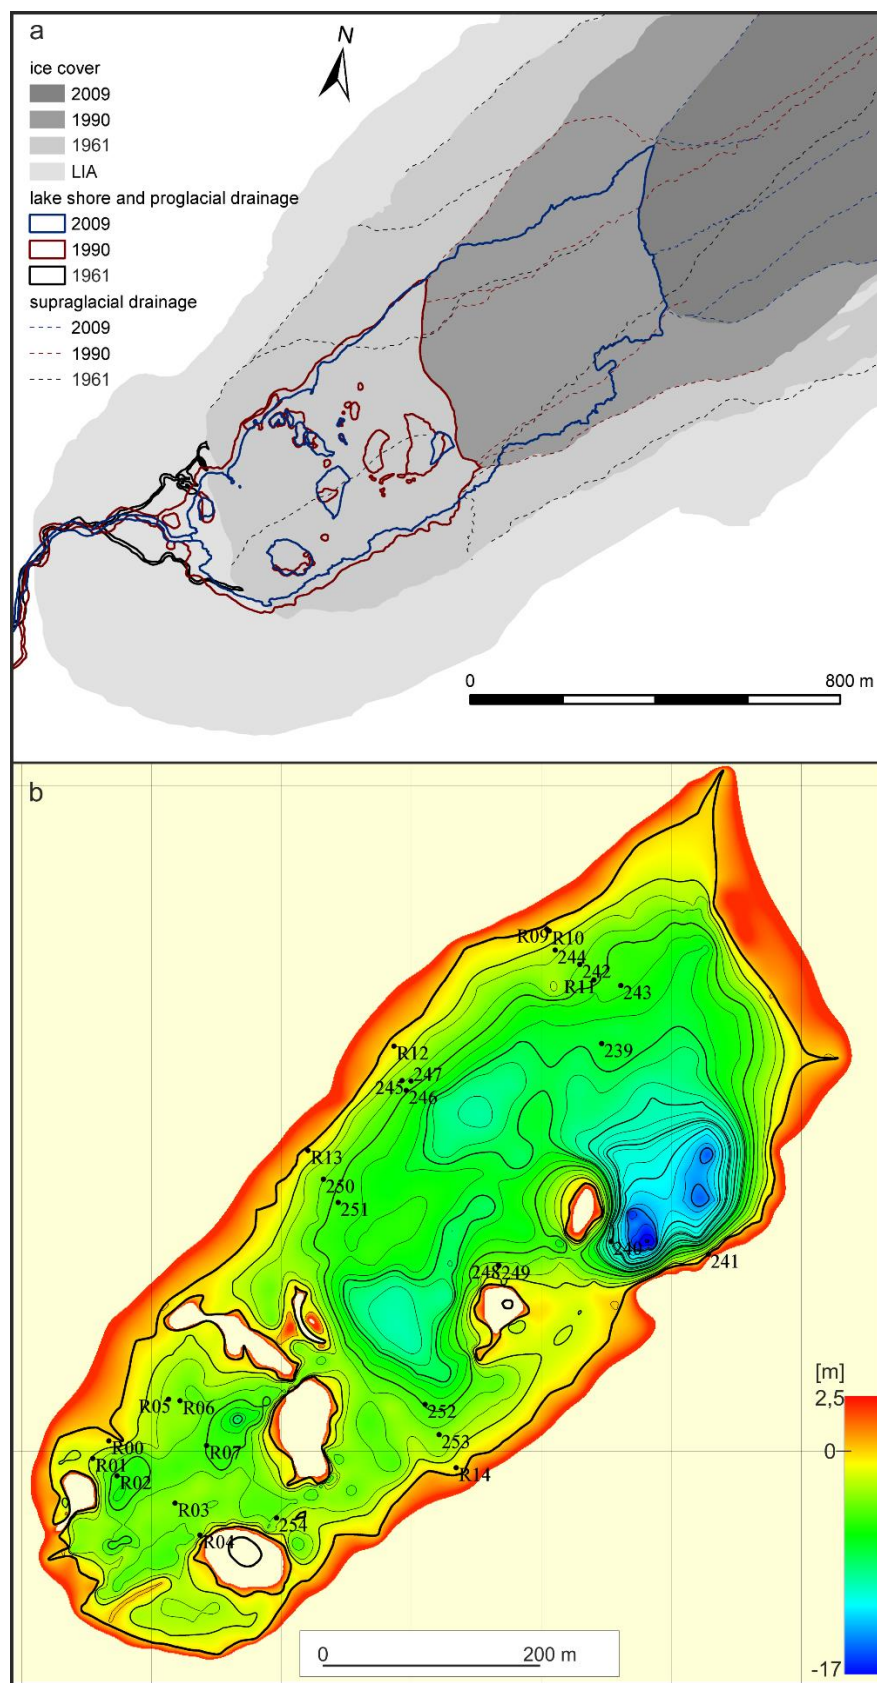 a
N
ice cover
2009
1990
1961
LIA
lake shore and proglacial drainage
2009
1990
1961
supraglacial drainage
2009
1990
1961
0 800 m
b
R09 R10
244
242
R11 243
239
R12
247
245
246
R13
250
251
240 241
248 249
[m]
2,5
R05 R06
252
R00 R07 253 0
R01
R02 R14
R03
254
R04
0 200 m
-17